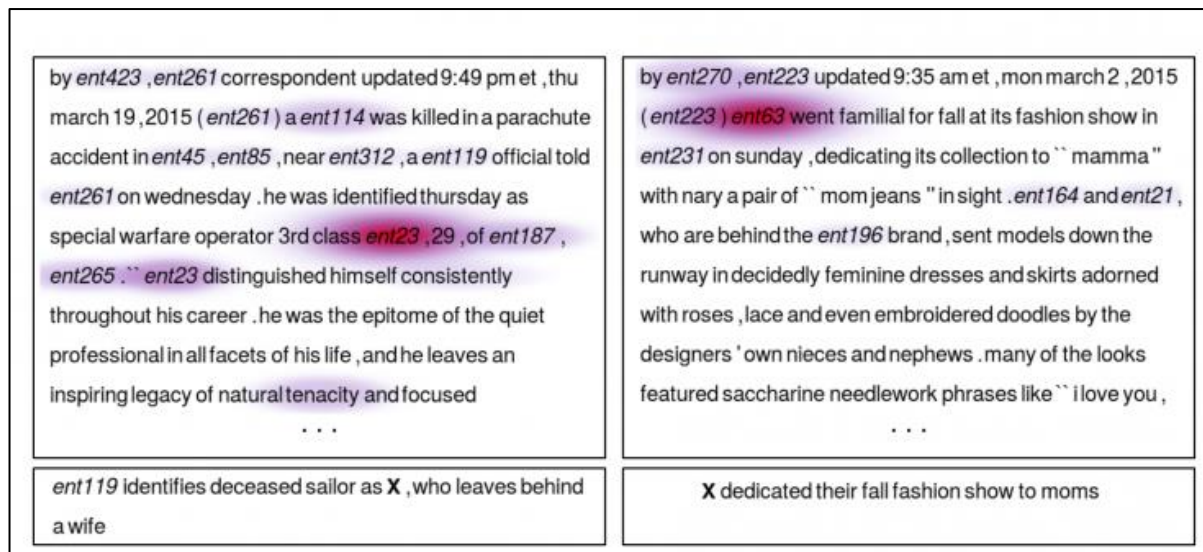 by ent423 ,ent261 correspondent updated 9:49 pm et ,thu
march 19 ,2015 ( ent261 ) a ent114 was killed in a parachute
accident in ent45 ,ent85 ,near ent312 ,a ent119 official told
ent261 on wednesday .he was identified thursday as
special warfare operator 3rd class ent23 ,29 ,of ent187 ,
ent265 .`` ent23 distinguished himself consistently
throughout his career .he was the epitome of the quiet
professional in all facets of his life ,and he leaves an
inspiring legacy of natural tenacity and focused
. . .
ent119 identifies deceased sailor as X ,who leaves behind
a wife
by ent270 ,ent223 updated 9:35 am et ,mon march 2 ,2015
( ent223 ) ent63 went familial for fall at its fashion show in
ent231 on sunday ,dedicating its collection to `` mamma ''
with nary a pair of `` mom jeans '' in sight .ent164 and ent21 ,
who are behind the ent196 brand ,sent models down the
runway in decidedly feminine dresses and skirts adorned
with roses ,lace and even embroidered doodles by the
designers ' own nieces and nephews .many of the looks
featured saccharine needlework phrases like `` i love you ,
. . .
X dedicated their fall fashion show to moms